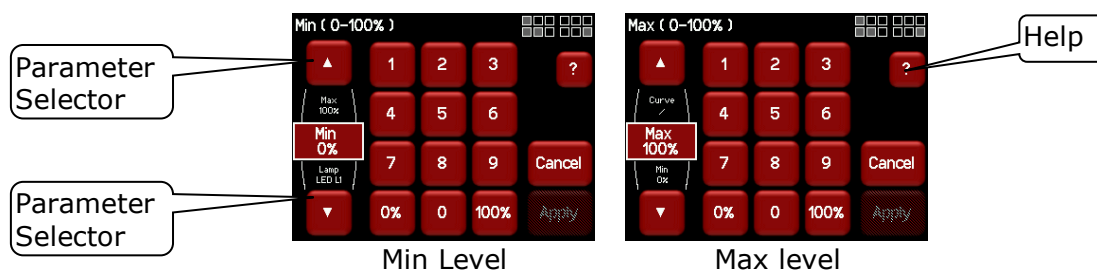 Parameter
Selector
Parameter
Selector
Min ( 0-100% )
▲ 1 2 3 ?
Max
100%
4 5 6
Min
0%
7 8 9 Cancel
Lamp
LED L1
▼ 0% 0 100% Apply
Min Level
Max ( 0-100% )
▲ 1 2 3 ?
Curve
/
4 5 6
Max
100%
7 8 9 Cancel
Min
0%
▼ 0% 0 100% Apply
Max level
Help